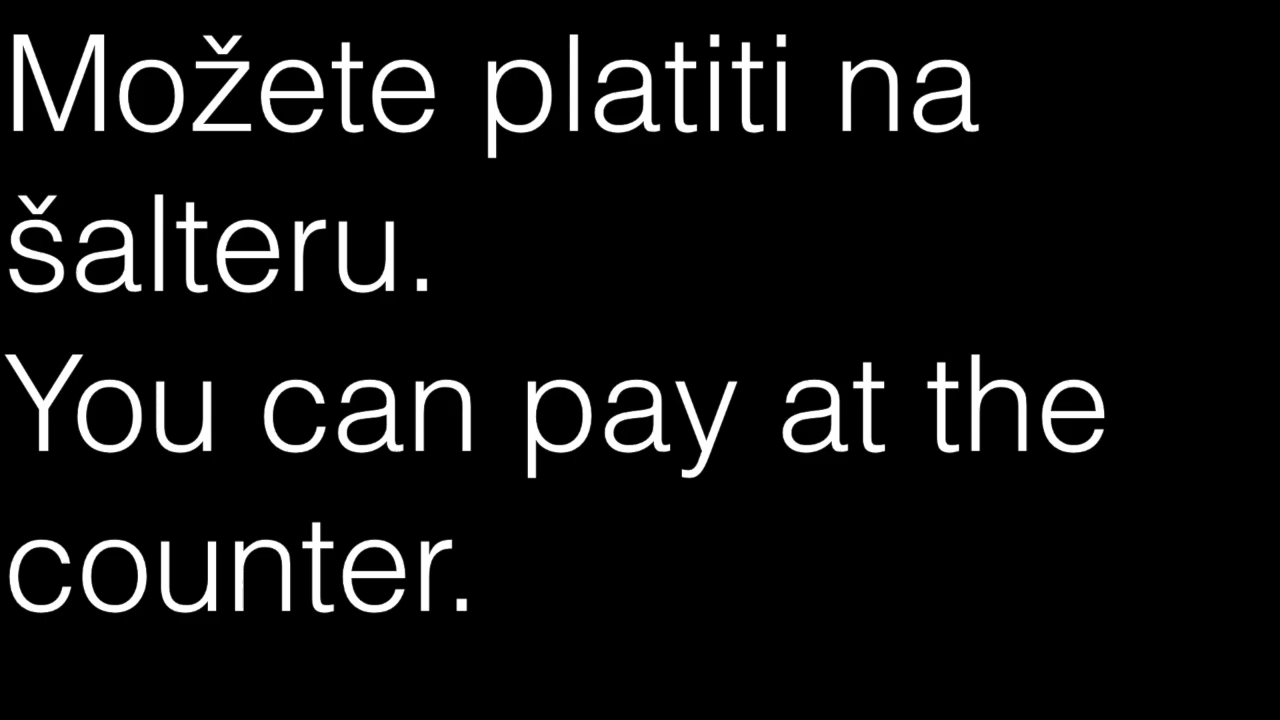 Možete platiti na
šalteru.
You can pay at the
counter.